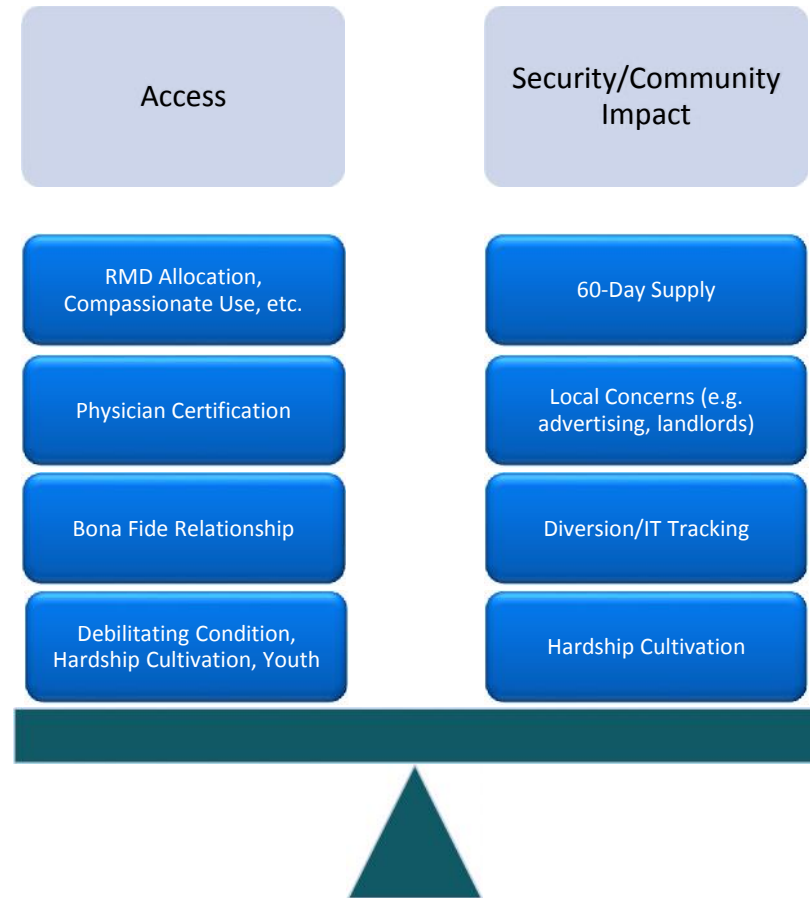 Access
Security/Community
Impact
RMD Allocation,
Compassionate Use, etc.
60-Day Supply
Physician Certification
Local Concerns (e.g.
advertising, landlords)
Bona Fide Relationship
Diversion/IT Tracking
Debilitating Condition,
Hardship Cultivation, Youth
Hardship Cultivation